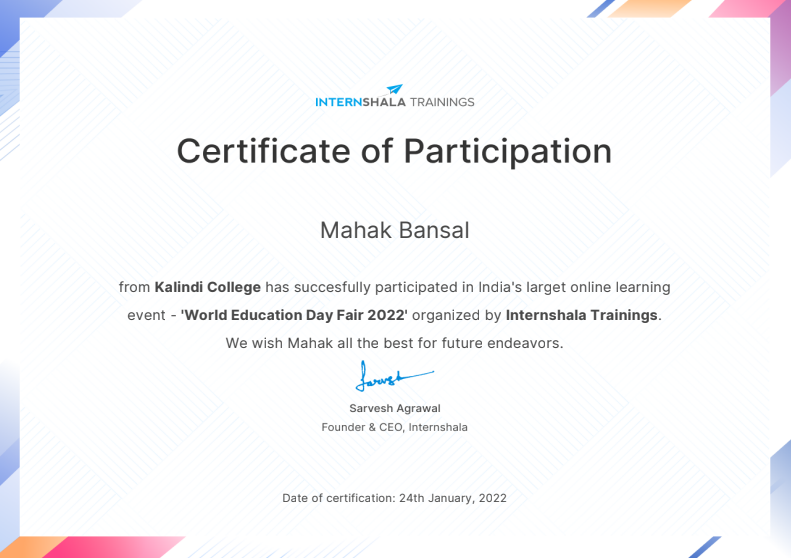 INTERNSHALA TRAININGS
Certificate of Participation
Mahak Bansal
from Kalindi College has succesfully participated in India's larget online learning
event - 'World Education Day Fair 2022' organized by Internshala Trainings.
We wish Mahak all the best for future endeavors.
Sarvesh
Sarvesh Agrawal
Founder & CEO, Internshala
Date of certification: 24th January, 2022